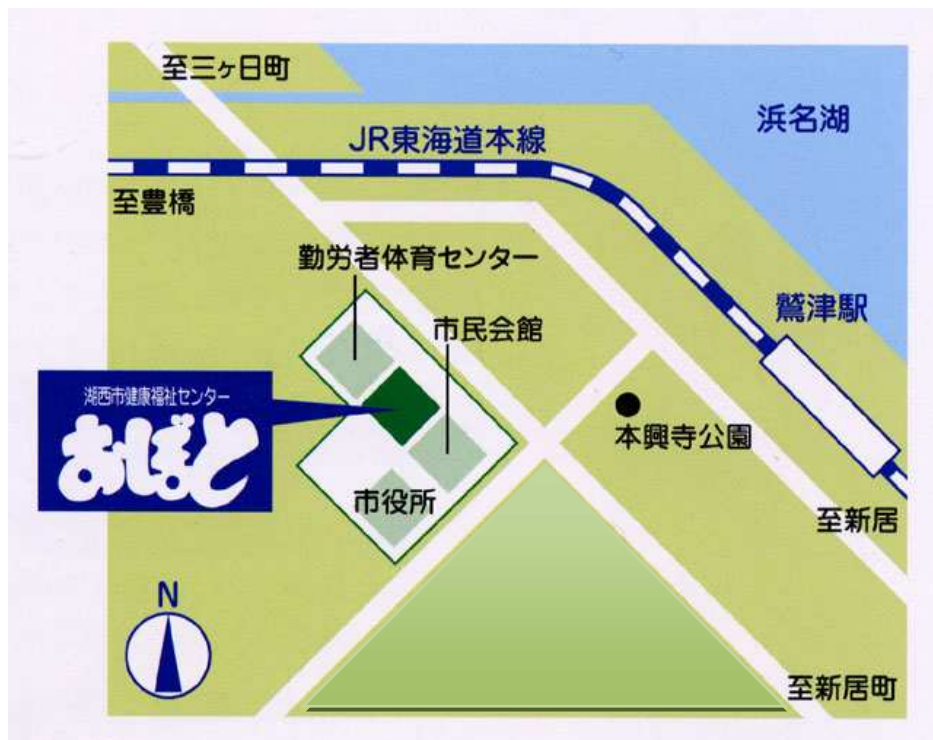 至三ヶ日町
浜名湖
JR東海道本線
至豊橋
勤労者体育センター
鷲津駅
市民会館
湖西市健康福祉センター
おぼと
本興寺公園
市役所
至新居
N
至新居町